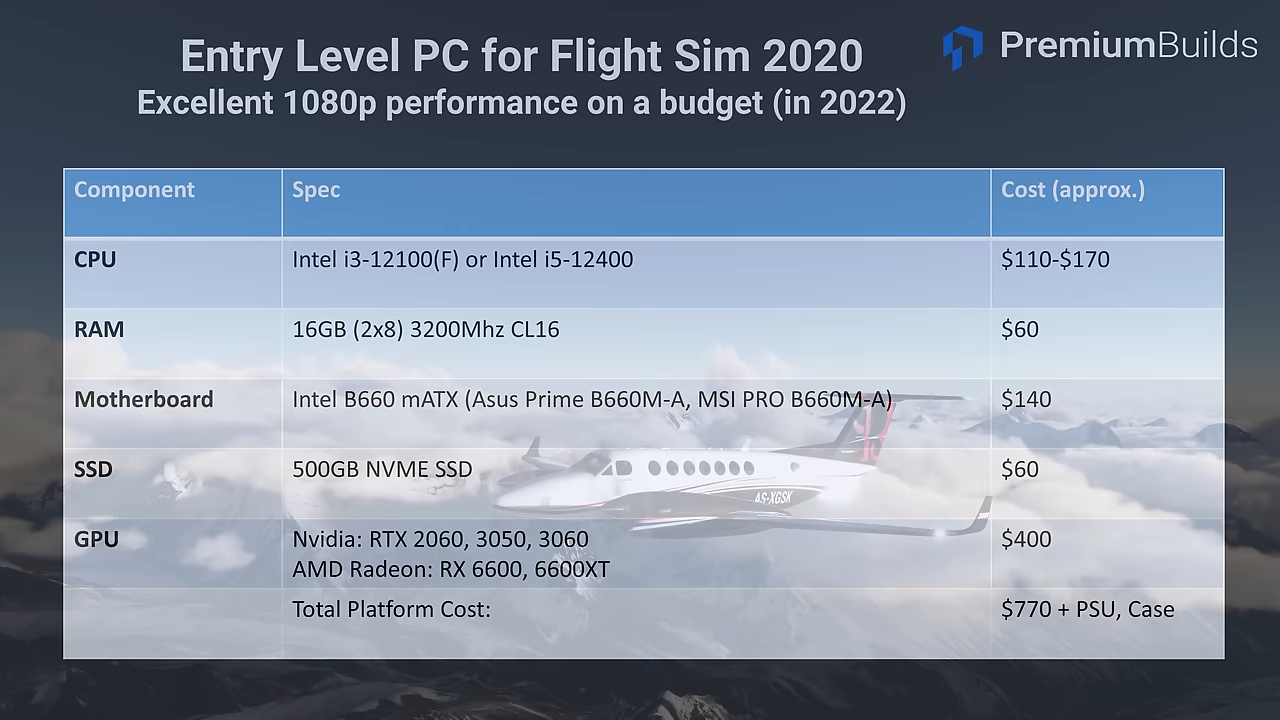 Entry Level PC for Flight Sim 2020
PremiumBuilds
Excellent 1080p performance on a budget (in 2022)
Component Spec Cost (approx.)
CPU Intel i3-12100(F) or Intel i5-12400 $110-$170
RAM 16GB (2x8) 3200Mhz CL16 $60
Motherboard Intel B660 mATX (Asus Prime B660M-A, MSI PRO B660M-A) $140
SSD 500GB NVME SSD $60
AS-XGSK
GPU Nvidia: RTX 2060, 3050, 3060 $400
AMD Radeon: RX 6600, 6600XT
Total Platform Cost: $770 + PSU, Case